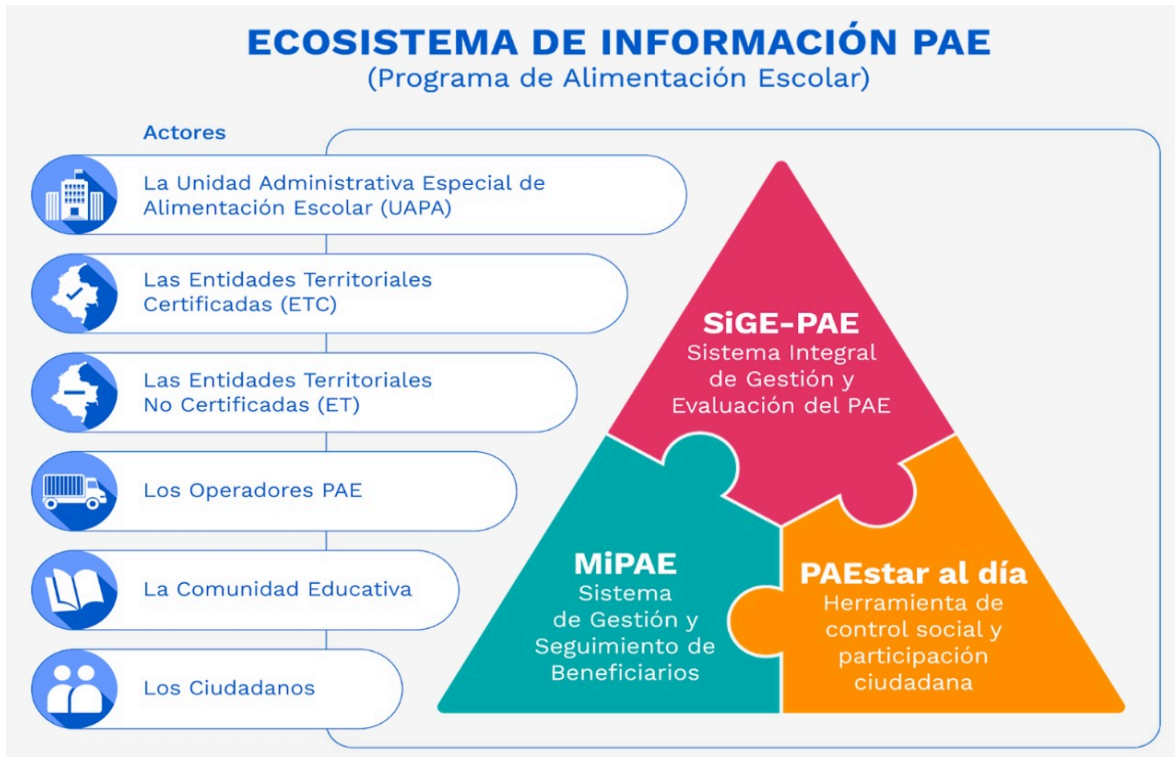 ECOSISTEMA DE INFORMACIÓN PAE
(Programa de Alimentación Escolar)
Actores
La Unidad Administrativa Especial de
Alimentación Escolar (UAPA)
Las Entidades Territoriales
Certificadas (ETC)
Las Entidades Territoriales
No Certificadas (ET)
Los Operadores PAE
La Comunidad Educativa
Los Ciudadanos
SiGE-PAE
Sistema Integral
de Gestión y
Evaluación del PAE
MiPAE
Sistema
de Gestión y
Seguimiento de
Beneficiarios
PAEstar al día
Herramienta de
control social y
participación
ciudadana